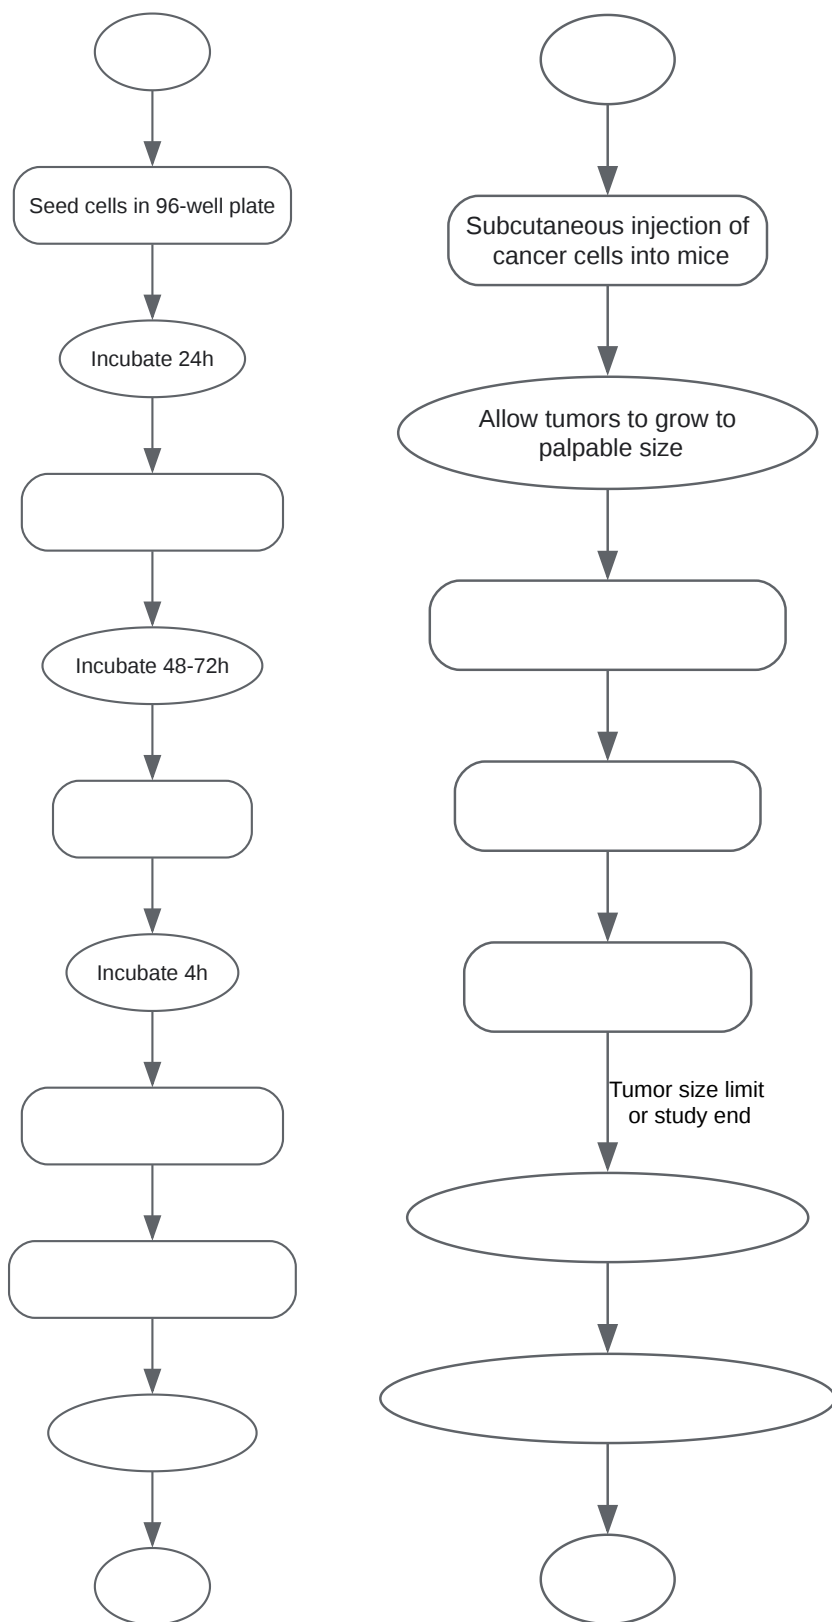 Seed cells in 96-well plate
Incubate 24h
Incubate 48-72h
Incubate 4h
Subcutaneous injection of
cancer cells into mice
Allow tumors to grow to
palpable size
Tumor size limit
or study end